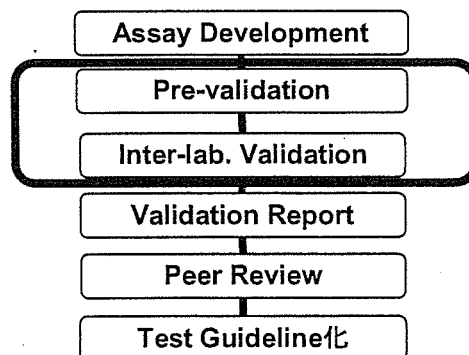 Assay Development
Pre-validation
Inter-lab. Validation
Validation Report
Peer Review
Test Guideline化